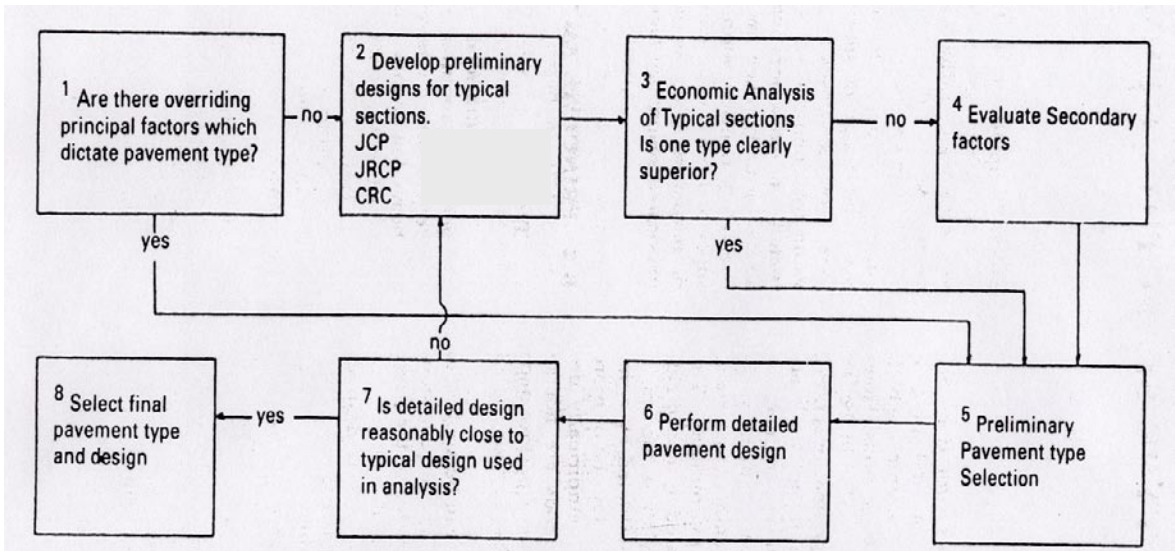 1 Are there overriding
principal factors which
dictate pavement type?
no
2 Develop preliminary
designs for typical
sections.
JCP
JRCP
CRC
3 Economic Analysis
of Typical sections
Is one type clearly
superior?
no
4 Evaluate Secondary
factors
yes
yes
no
8 Select final
pavement type
and design
yes
7 Is detailed design
reasonably close to
typical design used
in analysis?
6 Perform detailed
pavement design
5 Preliminary
Pavement type
Selection